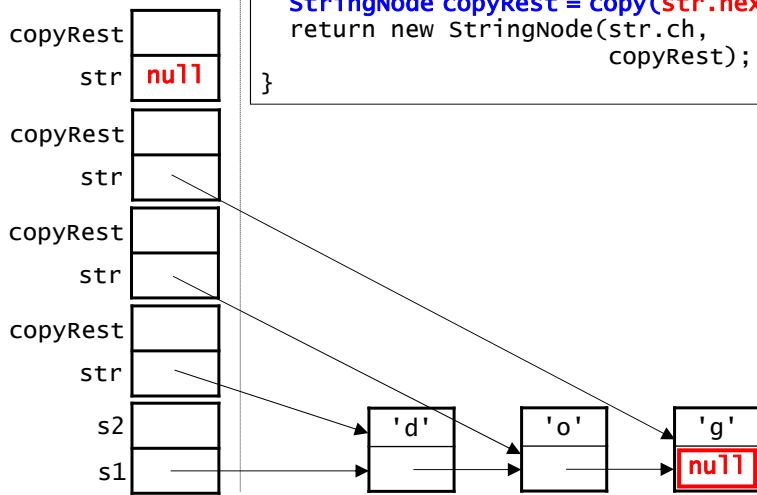 StringNode copyRest = copy(str.nex
return new StringNode(str.ch,
copyRest);
}
copyRest
str null
copyRest
str
copyRest
str
copyRest
str
s2
s1
'd' 'o' 'g'
null